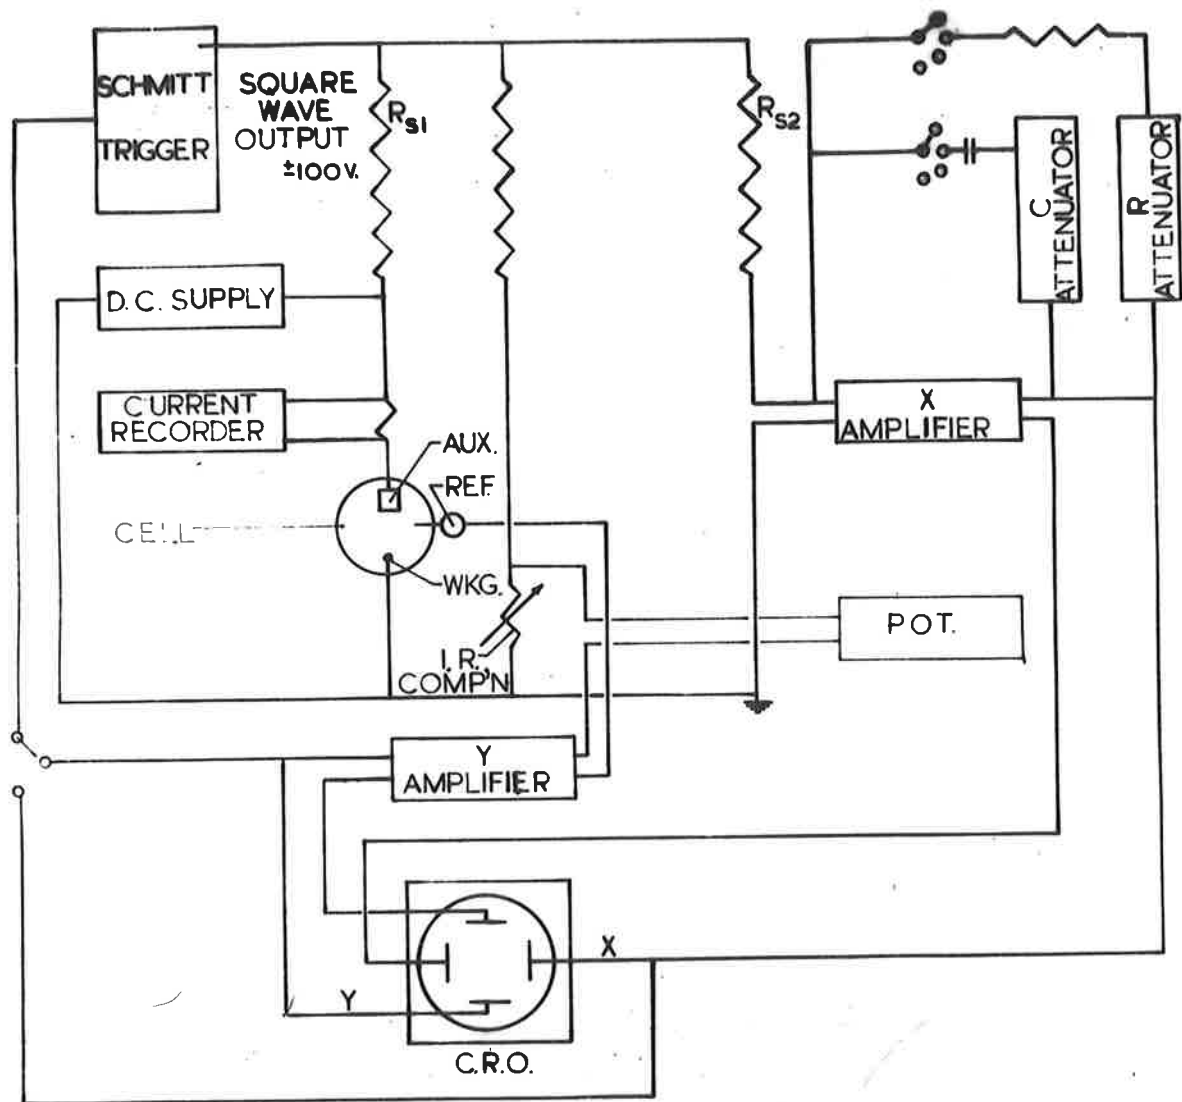 SCHMITT
TRIGGER
SQUARE
WAVE
OUTPUT
±100V.
RS1
RS2
C
ATTENUATOR
R
ATTENUATOR
D.C. SUPPLY
CURRENT
RECORDER
X
AMPLIFIER
AUX.
REF.
CELL
WKG.
I.R.
COMP'N
POT.
Y
AMPLIFIER
X
Y
C.R.O.